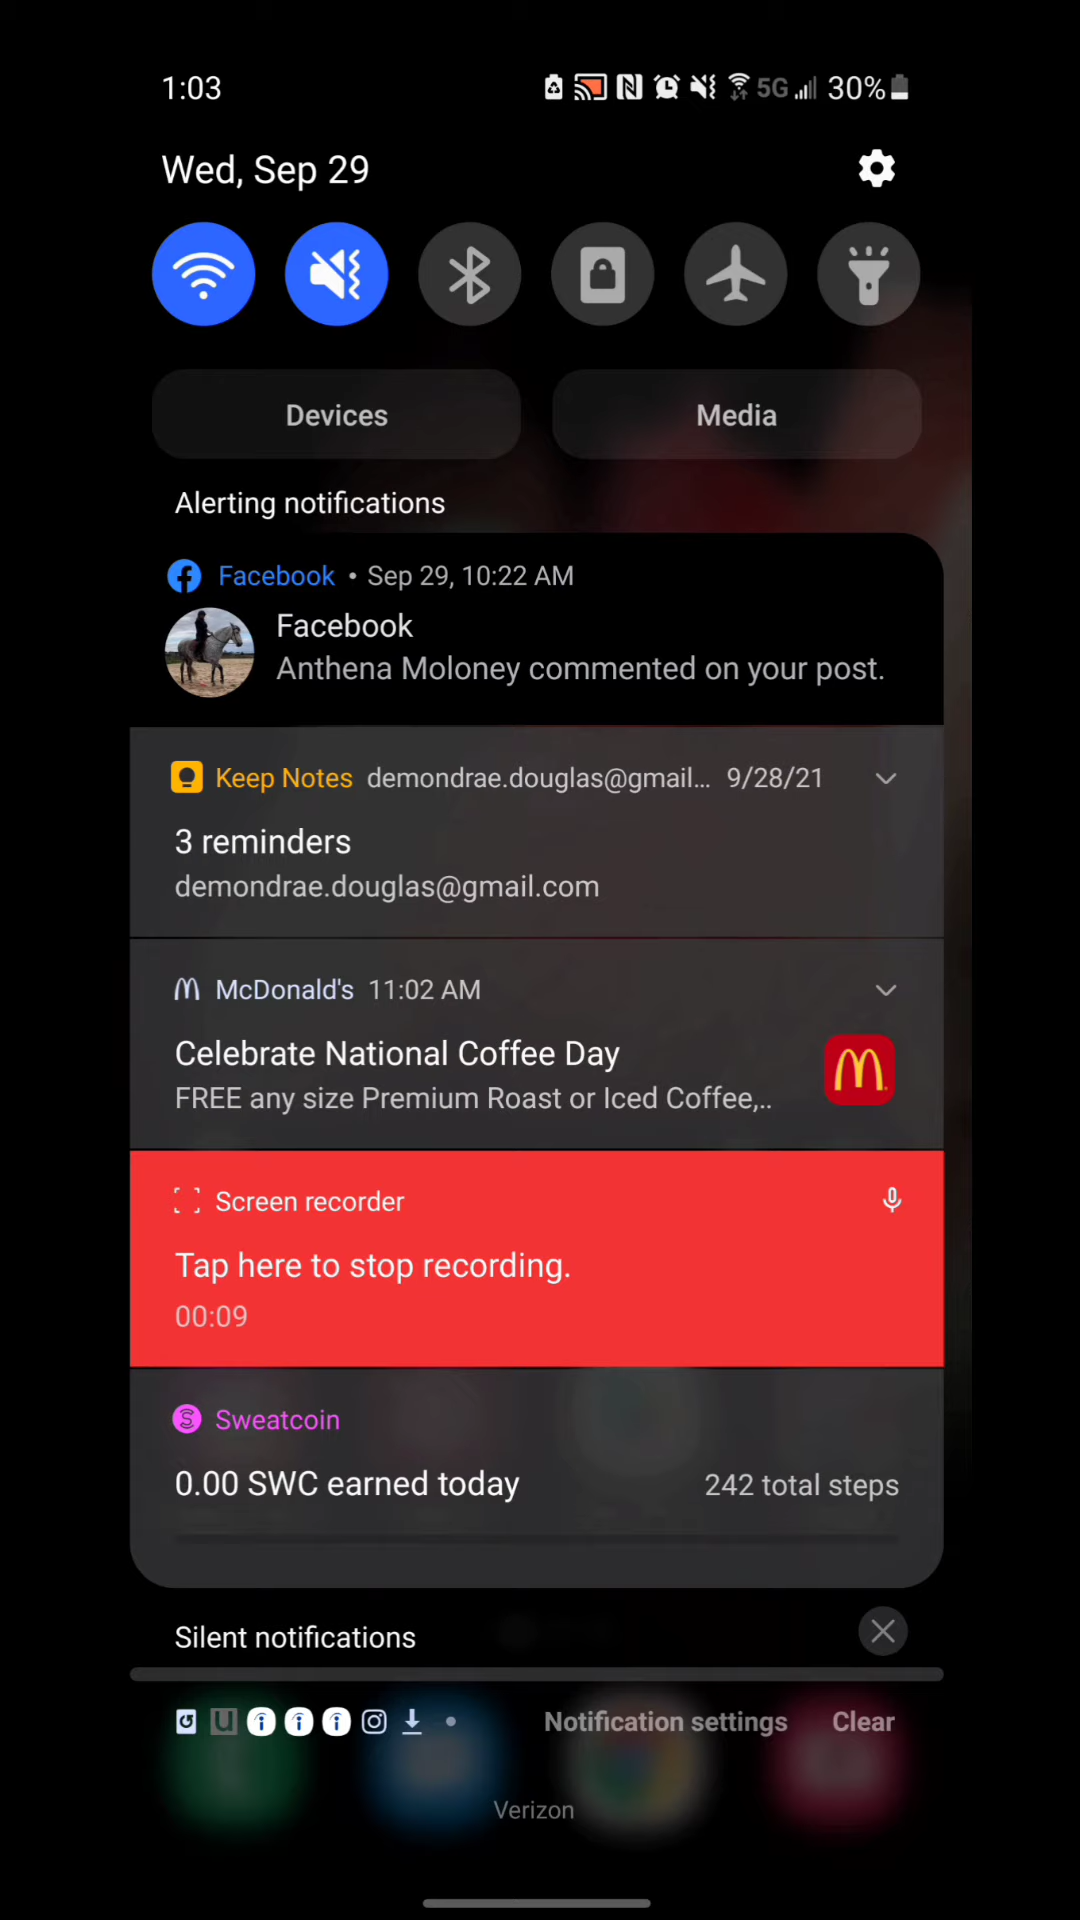 1:03 5G 30%
Wed, Sep 29
Devices Media
Alerting notifications
Facebook • Sep 29, 10:22 AM
Facebook
Anthena Moloney commented on your post.
Keep Notes demondrae.douglas@gmail... 9/28/21
3 reminders
demondrae.douglas@gmail.com
McDonald's 11:02 AM
Celebrate National Coffee Day
FREE any size Premium Roast or Iced Coffee,..
Screen recorder
Tap here to stop recording.
00:09
Sweatcoin
0.00 SWC earned today 242 total steps
Silent notifications
Notification settings Clear
Verizon